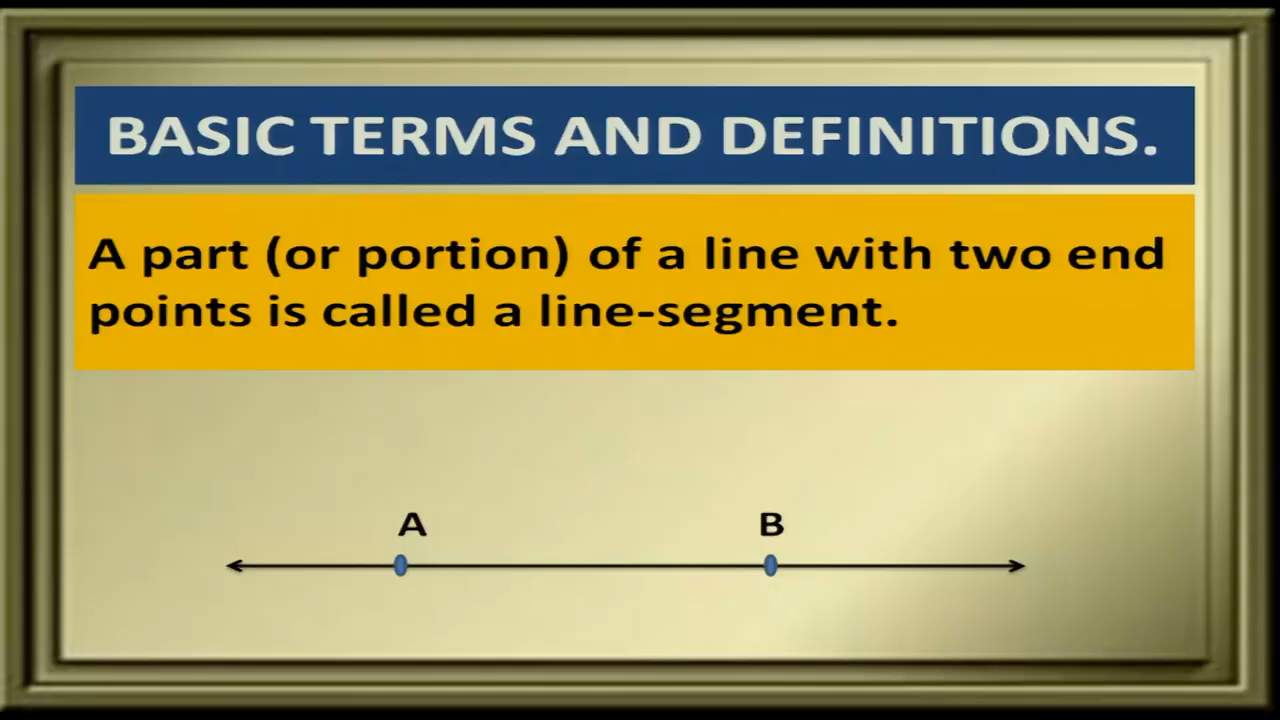 BASIC TERMS AND DEFINITIONS.
A part (or portion) of a line with two end
points is called a line-segment.
A B